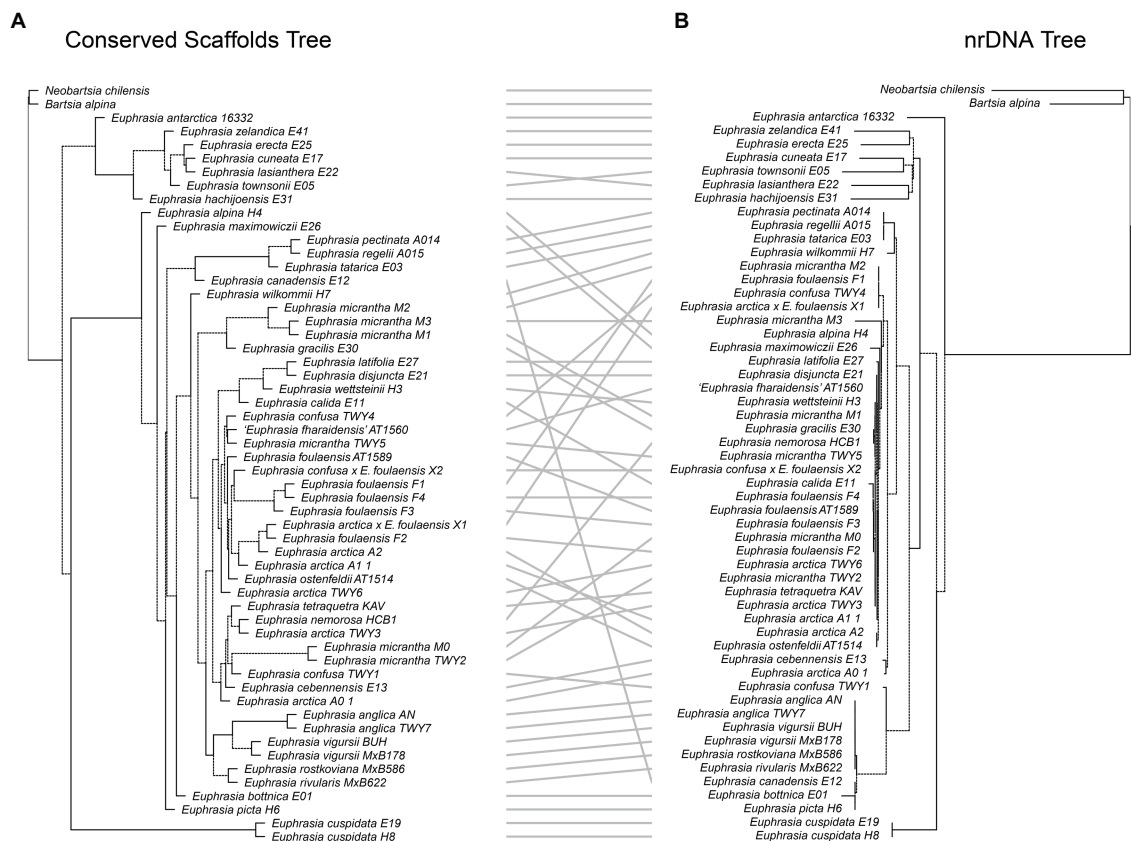 A
Conserved Scaffolds Tree
Neobartsia chilensis
Bartsia alpina
Euphrasia antarctica 16332
Euphrasia zelandica E41
Euphrasia erecta E25
Euphrasia cuneata E17
Euphrasia lasianthera E22
Euphrasia townsonii E05
Euphrasia hachijoensis E31
Euphrasia alpina H4
Euphrasia maximowiczii E26
Euphrasia pectinata A014
Euphrasia regelii A015
Euphrasia tatarica E03
Euphrasia canadensis E12
Euphrasia wilkommii H7
Euphrasia micrantha M2
Euphrasia micrantha M3
Euphrasia micrantha M1
Euphrasia gracilis E30
Euphrasia latifolia E27
Euphrasia disjuncta E21
Euphrasia wettsteinii H3
Euphrasia calida E11
Euphrasia confusa TWY4
'Euphrasia fharaidensis' AT1560
Euphrasia micrantha TWY5
Euphrasia foulaensis AT1589
Euphrasia confusa x E. foulaensis X2
Euphrasia foulaensis F1
Euphrasia foulaensis F4
Euphrasia foulaensis F3
Euphrasia arctica x E. foulaensis X1
Euphrasia foulaensis F2
Euphrasia arctica A2
Euphrasia arctica A1 1
Euphrasia ostenfeldii AT1514
Euphrasia arctica TWY6
Euphrasia tetraquetra KAV
Euphrasia nemorosa HCB1
Euphrasia arctica TWY3
Euphrasia micrantha M0
Euphrasia micrantha TWY2
Euphrasia confusa TWY1
Euphrasia cebennensis E13
Euphrasia arctica A0 1
Euphrasia anglica AN
Euphrasia anglica TWY7
Euphrasia vigursii BUH
Euphrasia vigursii MxB178
Euphrasia rostkoviana MxB586
Euphrasia rivularis MxB622
Euphrasia bottnica E01
Euphrasia picta H6
Euphrasia cuspidata E19
Euphrasia cuspidata H8
B
nrDNA Tree
Neobartsia chilensis
Bartsia alpina
Euphrasia antarctica 16332
Euphrasia zelandica E41
Euphrasia erecta E25
Euphrasia cuneata E17
Euphrasia townsonii E05
Euphrasia lasianthera E22
Euphrasia hachijoensis E31
Euphrasia pectinata A014
Euphrasia regellii A015
Euphrasia tatarica E03
Euphrasia wilkommii H7
Euphrasia micrantha M2
Euphrasia foulaensis F1
Euphrasia confusa TWY4
Euphrasia arctica x E. foulaensis X1
Euphrasia micrantha M3
Euphrasia alpina H4
Euphrasia maximowiczii E26
Euphrasia latifolia E27
Euphrasia disjuncta E21
'Euphrasia fharaidensis' AT1560
Euphrasia wettsteinii H3
Euphrasia micrantha M1
Euphrasia gracilis E30
Euphrasia nemorosa HCB1
Euphrasia micrantha TWY5
Euphrasia confusa x E. foulaensis X2
Euphrasia calida E11
Euphrasia foulaensis F4
Euphrasia foulaensis AT1589
Euphrasia foulaensis F3
Euphrasia micrantha M0
Euphrasia foulaensis F2
Euphrasia arctica TWY6
Euphrasia micrantha TWY2
Euphrasia tetraquetra KAV
Euphrasia arctica TWY3
Euphrasia arctica A1 1
Euphrasia arctica A2
Euphrasia ostenfeldii AT1514
Euphrasia cebennensis E13
Euphrasia arctica A0 1
Euphrasia confusa TWY1
Euphrasia anglica AN
Euphrasia anglica TWY7
Euphrasia vigursii BUH
Euphrasia vigursii MxB178
Euphrasia rostkoviana MxB586
Euphrasia rivularis MxB622
Euphrasia canadensis E12
Euphrasia bottnica E01
Euphrasia picta H6
Euphrasia cuspidata E19
Euphrasia cuspidata H8